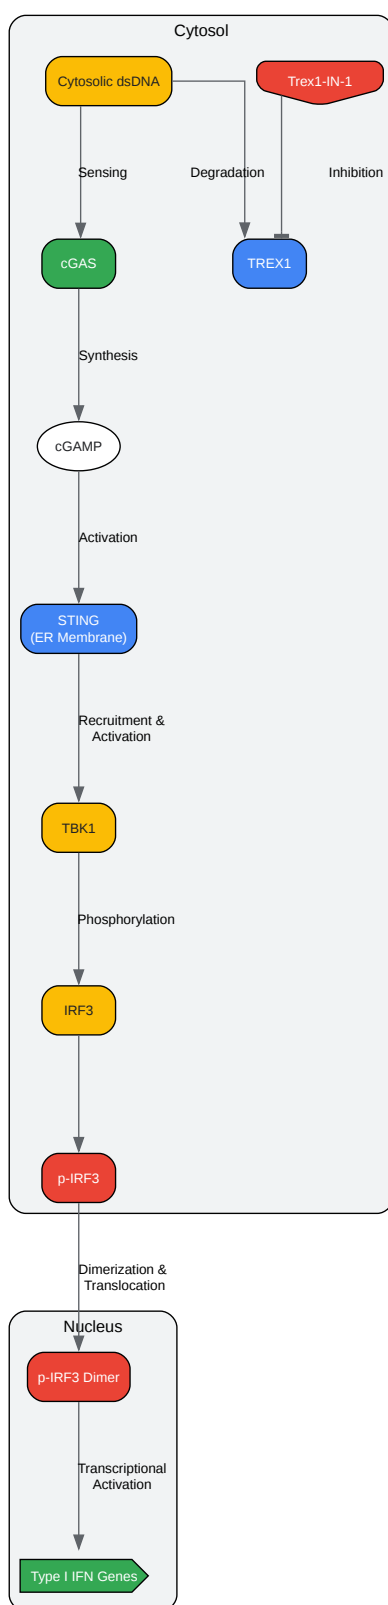 Cytosol
Cytosolic dsDNA
Trex1-IN-1
Sensing
Degradation
Inhibition
cGAS
TREX1
Synthesis
cGAMP
Activation
STING
(ER Membrane)
Recruitment &
Activation
TBK1
Phosphorylation
IRF3
p-IRF3
Dimerization &
Translocation
Nucleus
p-IRF3 Dimer
Transcriptional
Activation
Type I IFN Genes